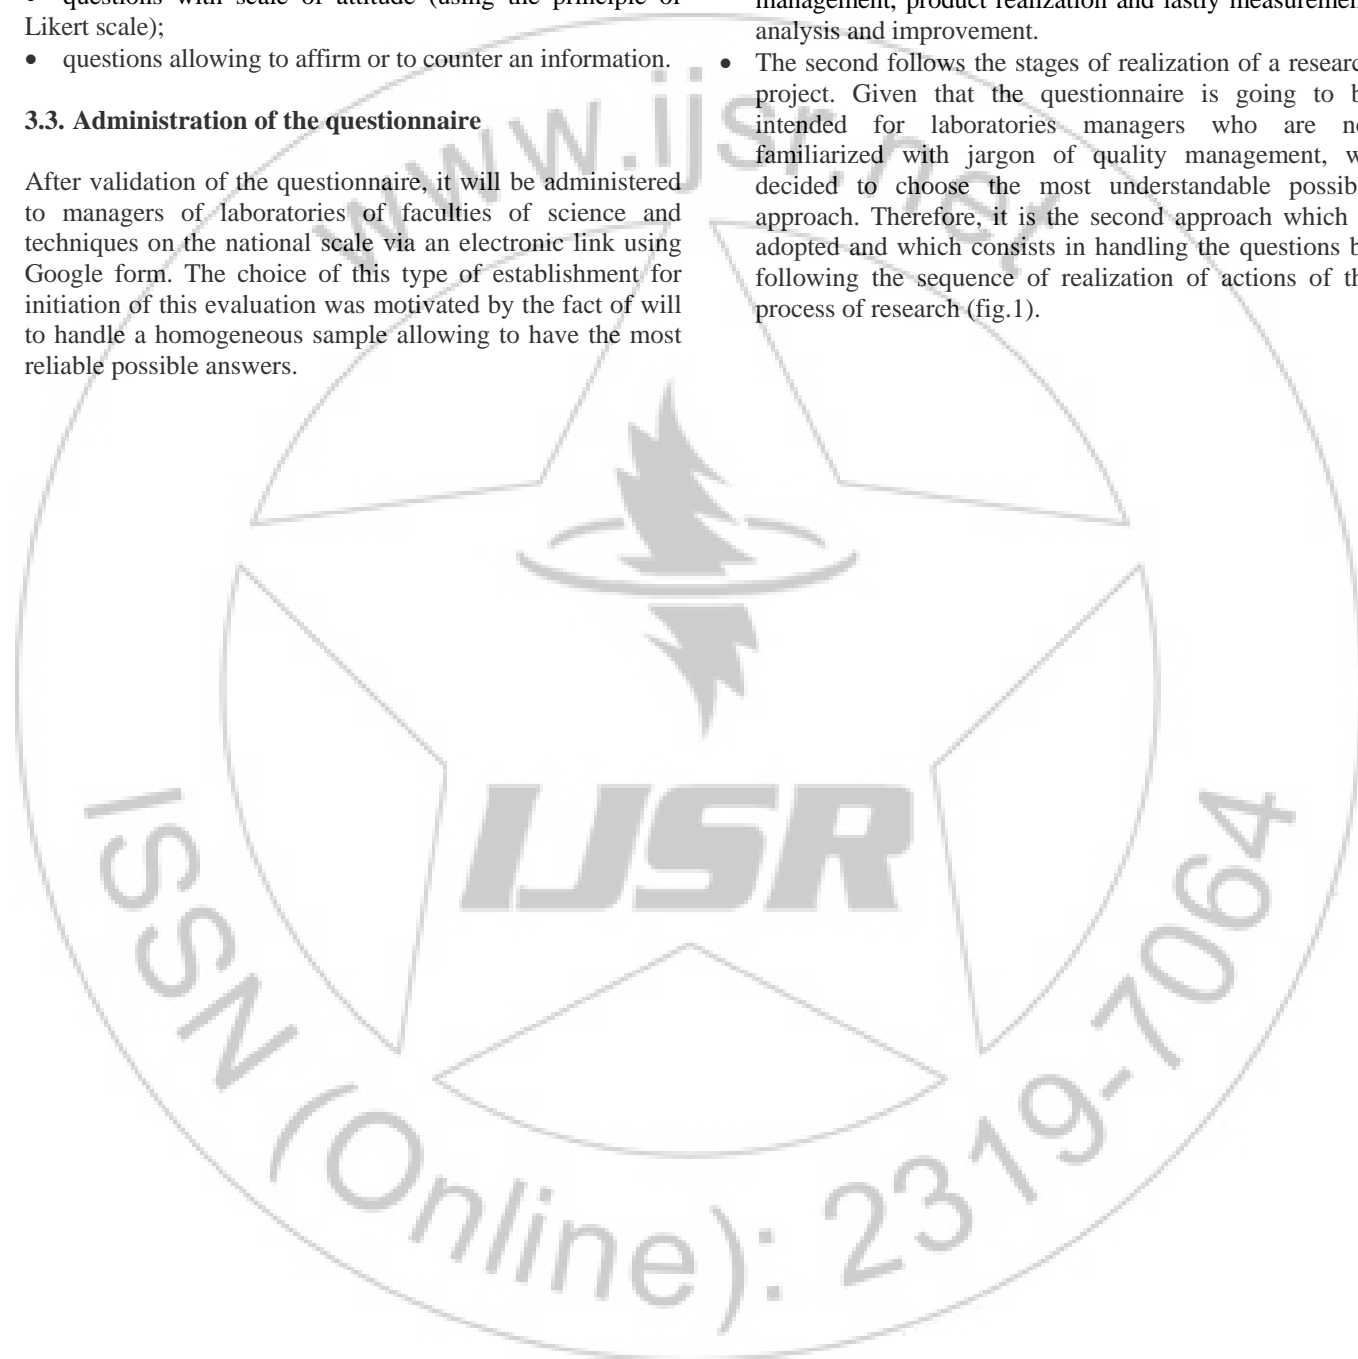 • questions with scale of attitude (using the principle of
Likert scale);
• questions allowing to affirm or to counter an information.
3.3. Administration of the questionnaire
After validation of the questionnaire, it will be administered
to managers of laboratories of faculties of science and
techniques on the national scale via an electronic link using
Google form. The choice of this type of establishment for
initiation of this evaluation was motivated by the fact of will
to handle a homogeneous sample allowing to have the most
reliable possible answers.
management, product realization and lastly measurement
analysis and improvement.
• The second follows the stages of realization of a researc
project. Given that the questionnaire is going to b
intended for laboratories managers who are no
familiarized with jargon of quality management, w
decided to choose the most understandable possib
approach. Therefore, it is the second approach which
adopted and which consists in handling the questions b
following the sequence of realization of actions of th
process of research (fig.1).
www.ijsr.net
IJSR
ISSN (Online): 2319-7064